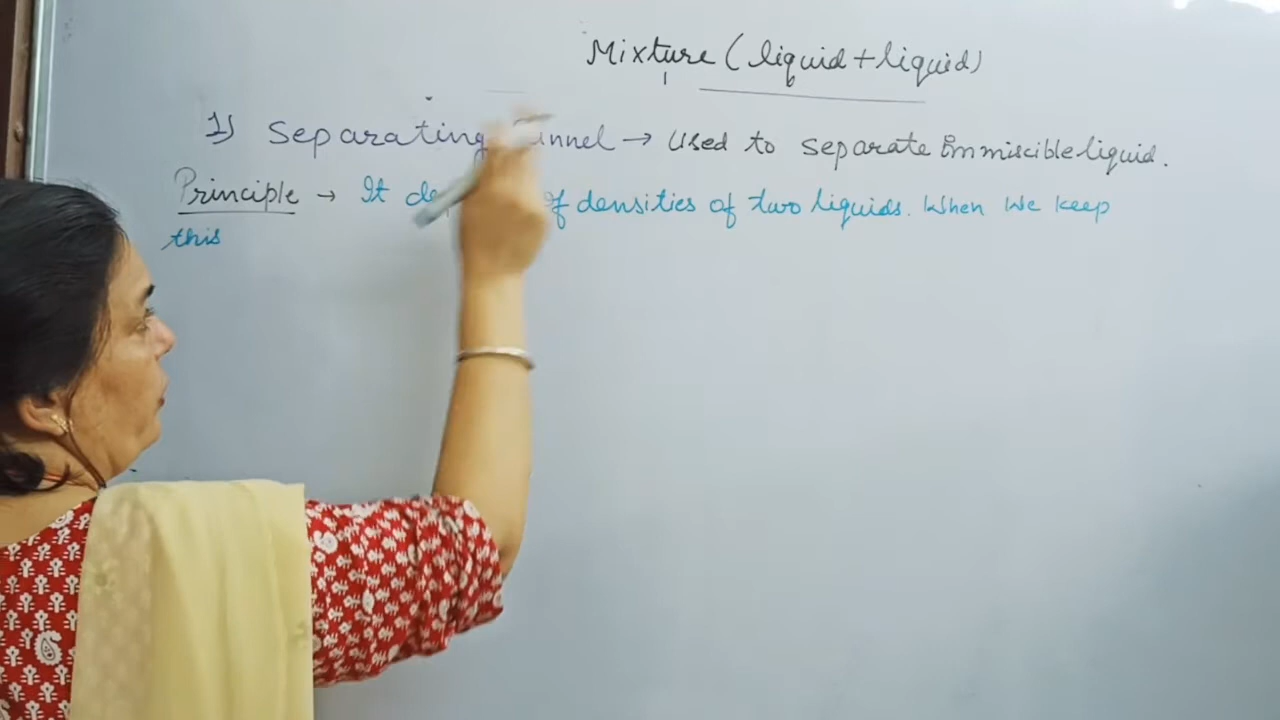 Mixture (liquid + liquid)
1) Separating Funnel → Used to separate Immiscible liquid.
Principle → It of densities of two liquids. When we keep
this